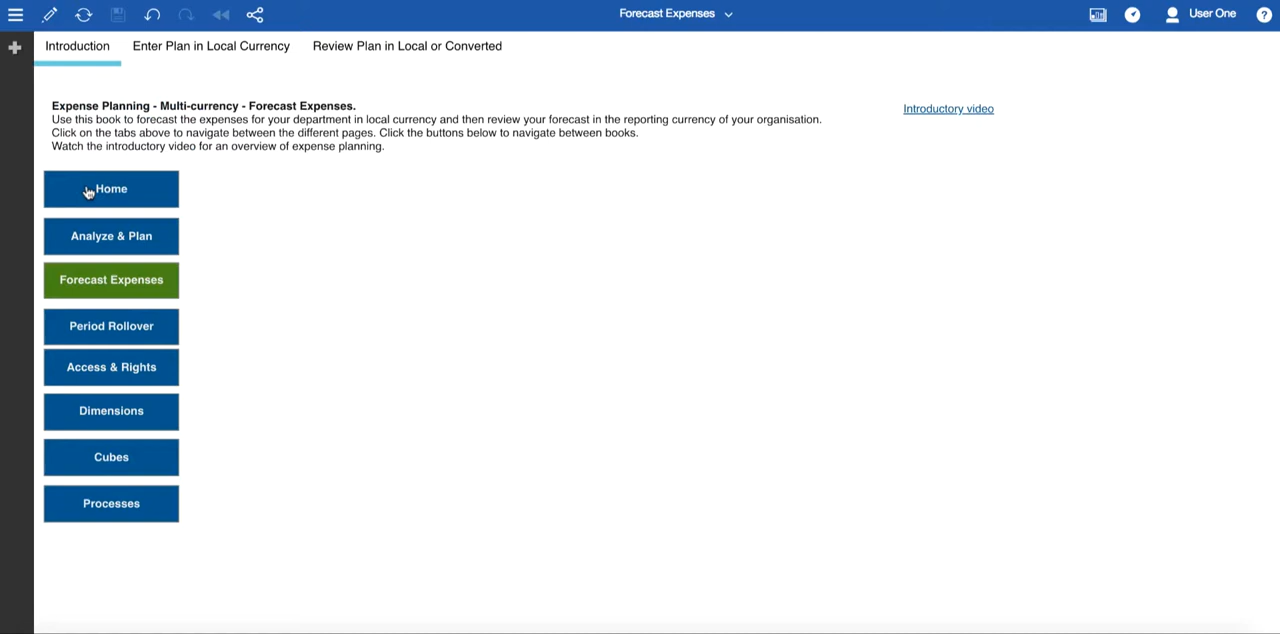 Forecast Expenses
User One
?
Introduction Enter Plan in Local Currency Review Plan in Local or Converted
Expense Planning - Multi-currency - Forecast Expenses.
Use this book to forecast the expenses for your department in local currency and then review your forecast in the reporting currency of your organisation.
Click on the tabs above to navigate between the different pages. Click the buttons below to navigate between books.
Watch the introductory video for an overview of expense planning.
Introductory video
Home
Analyze & Plan
Forecast Expenses
Period Rollover
Access & Rights
Dimensions
Cubes
Processes